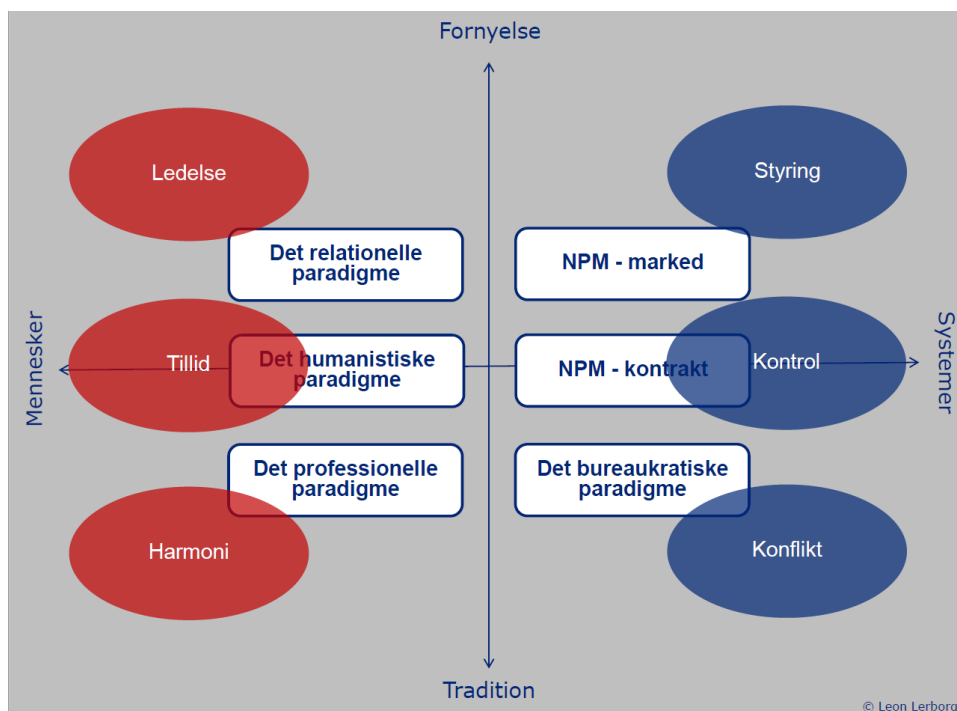 Fornyelse
Ledelse
Styring
Det relationelle
paradigme
NPM - marked
Mennesker
Tillid
Det humanistiske
paradigme
NPM - kontrakt
Kontrol
Systemer
Det professionelle
paradigme
Det bureaukratiske
paradigme
Harmoni
Konflikt
Tradition
© Leon Lerborg